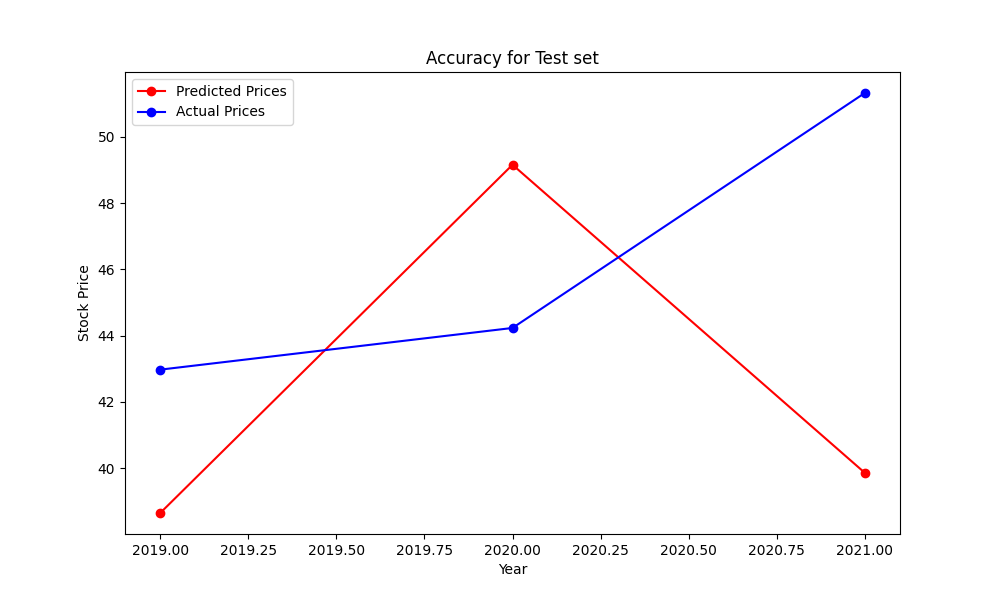 Accuracy for Test set
Predicted Prices
Actual Prices
Stock Price
50
48
46
44
42
40
2019.00 2019.25 2019.50 2019.75 2020.00 2020.25 2020.50 2020.75 2021.00
Year